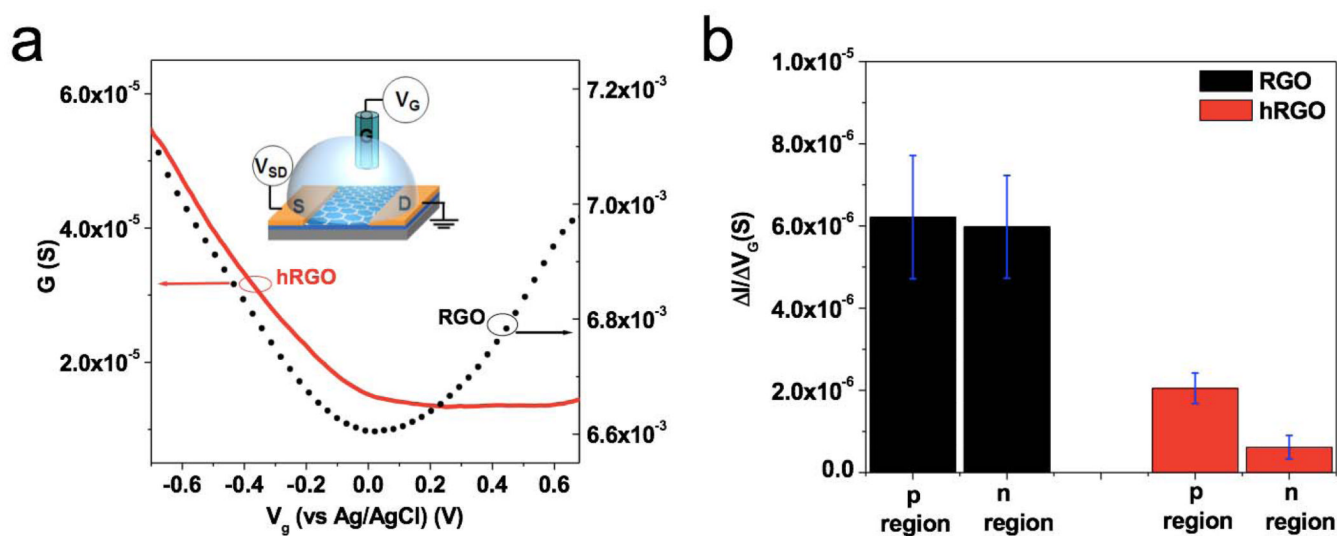 a
6.0x10⁻⁵
4.0x10⁻⁵
2.0x10⁻⁵
G (S)
7.2x10⁻³
7.0x10⁻³
6.8x10⁻³
6.6x10⁻³
V_G
G
V_SD
S
D
hRGO
RGO
-0.6 -0.4 -0.2 0.0 0.2 0.4 0.6
V_g (vs Ag/AgCl) (V)
b
1.0x10⁻⁵
8.0x10⁻⁶
6.0x10⁻⁶
4.0x10⁻⁶
2.0x10⁻⁶
0.0
ΔI/ΔV_G(S)
RGO
hRGO
p
region
n
region
p
region
n
region